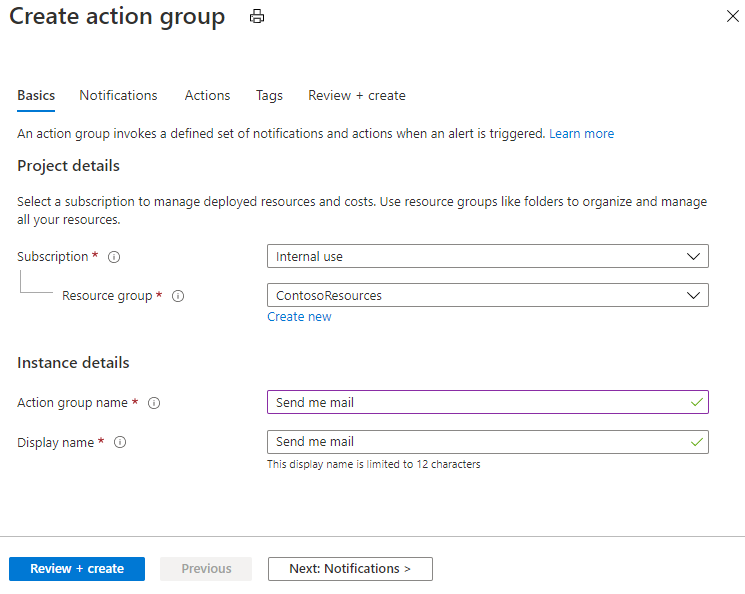 Create action group
Basics Notifications Actions Tags Review + create
An action group invokes a defined set of notifications and actions when an alert is triggered. Learn more
Project details
Select a subscription to manage deployed resources and costs. Use resource groups like folders to organize and manage
all your resources.
Subscription * Internal use
Resource group * ContosoResources
Create new
Instance details
Action group name * Send me mail
Display name * Send me mail
This display name is limited to 12 characters
Review + create Previous Next: Notifications >